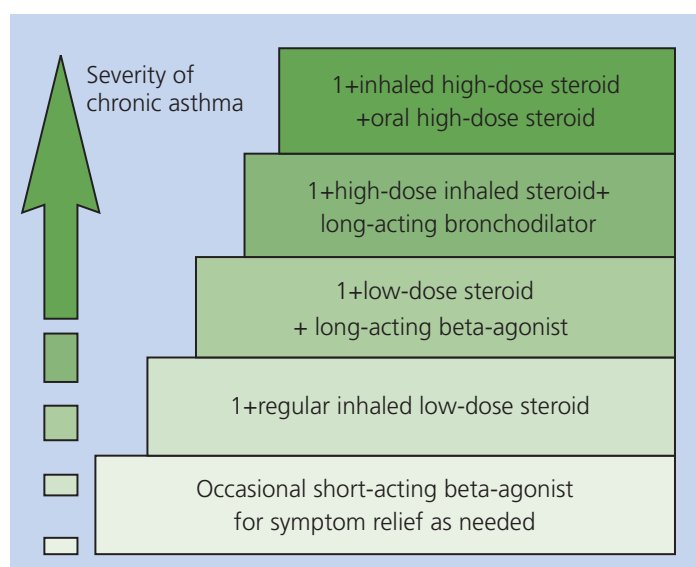 Severity of
chronic asthma
1+inhaled high-dose steroid
+oral high-dose steroid
1+high-dose inhaled steroid+
long-acting bronchodilator
1+low-dose steroid
+ long-acting beta-agonist
1+regular inhaled low-dose steroid
Occasional short-acting beta-agonist
for symptom relief as needed